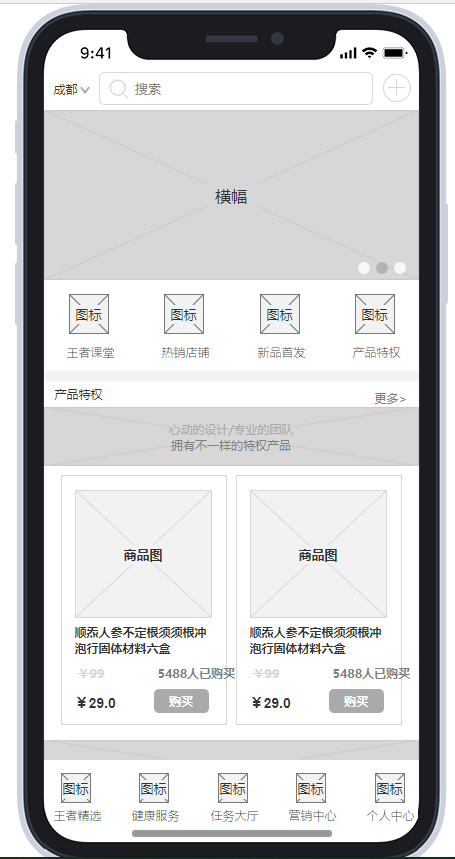 9:41
成都 搜索
横幅
图标 图标 图标 图标
王者课堂 热销店铺 新品首发 产品特权
产品特权 更多>
心动的设计/专业的团队
拥有不一样的特权产品
商品图 商品图
顺𣲗人参不定根须须根冲 顺𣲗人参不定根须须根冲
泡行固体材料六盒 泡行固体材料六盒
￥99 5488人已购买 ￥99 5488人已购买
￥29.0 购买 ￥29.0 购买
图标 图标 图标 图标 图标
王者精选 健康服务 任务大厅 营销中心 个人中心